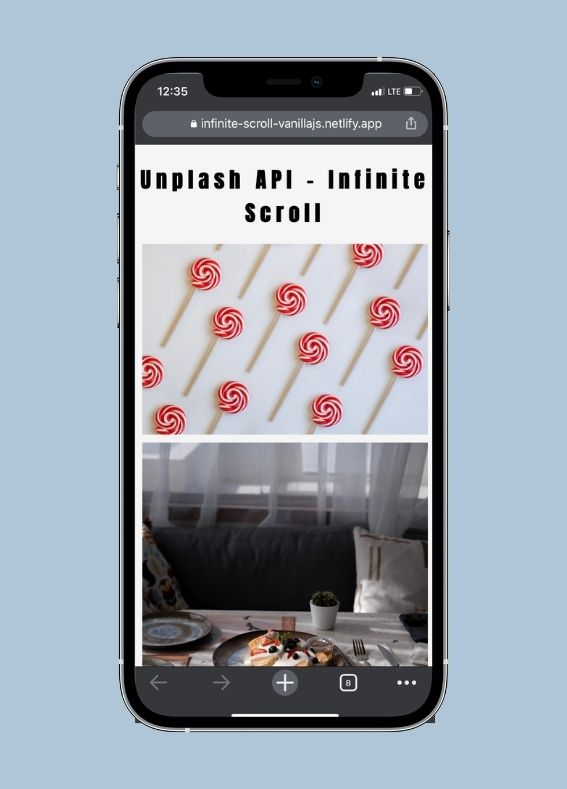 12:35 LTE
infinite-scroll-vanillajs.netlify.app
Unplash API - Infinite
Scroll
8